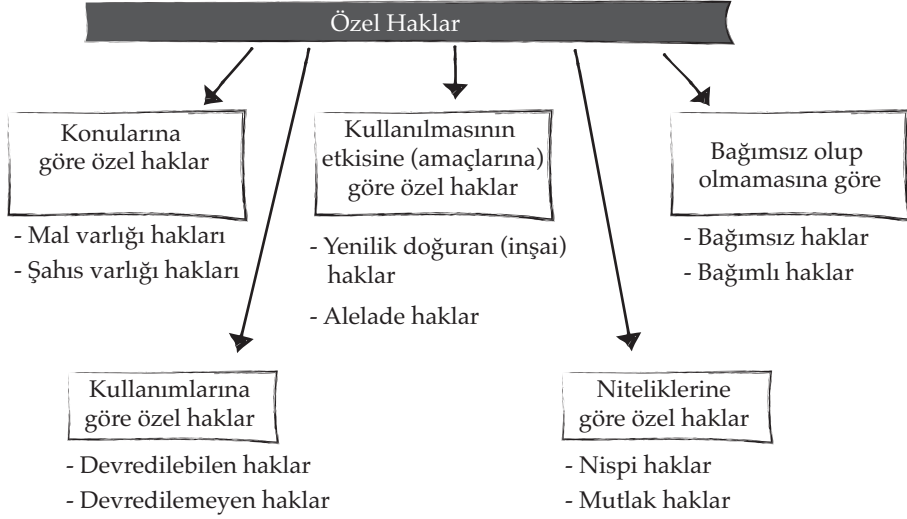 Özel Haklar
Konularına
göre özel haklar
- Mal varlığı hakları
- Şahıs varlığı hakları
Kullanılmasının
etkisine (amaçlarına)
göre özel haklar
- Yenilik doğuran (inşai)
haklar
- Alelade haklar
Bağımsız olup
olmamasına göre
- Bağımsız haklar
- Bağımlı haklar
Kullanımlarına
göre özel haklar
- Devredilebilen haklar
- Devredilemeyen haklar
Niteliklerine
göre özel haklar
- Nispi haklar
- Mutlak haklar